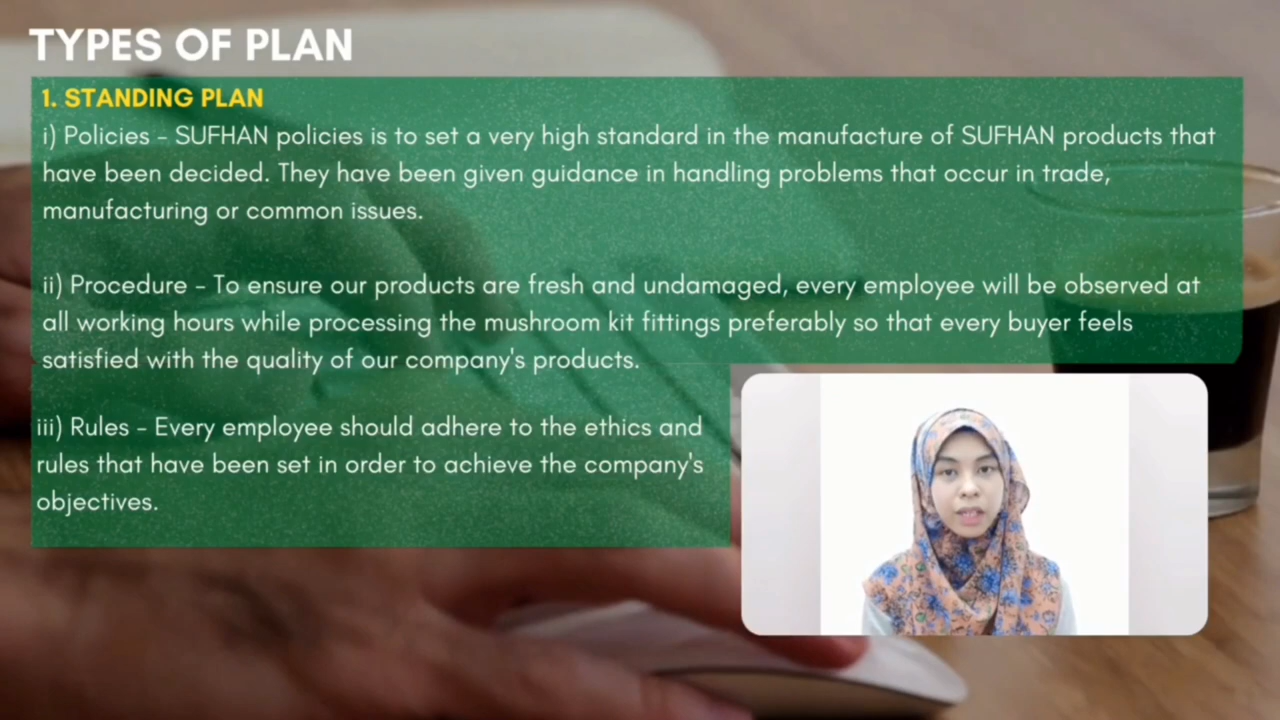 TYPES OF PLAN
1. STANDING PLAN
i) Policies - SUFHAN policies is to set a very high standard in the manufacture of SUFHAN products that
have been decided. They have been given guidance in handling problems that occur in trade,
manufacturing or common issues.
ii) Procedure - To ensure our products are fresh and undamaged, every employee will be observed at
all working hours while processing the mushroom kit fittings preferably so that every buyer feels
satisfied with the quality of our company's products.
iii) Rules - Every employee should adhere to the ethics and
rules that have been set in order to achieve the company's
objectives.